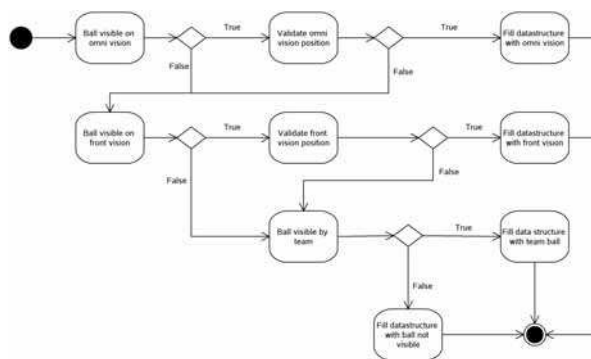 Ball visible on
omni vision
True
Validate omni
vision position
True
Fill datastructure
with omni vision
False
False
Ball visible on
front vision
True
Validate front
vision position
True
Fill datastructure
with front vision
False
False
Ball visible by
team
True
Fill data structure
with team ball
False
Fill datastructure
with ball not
visible